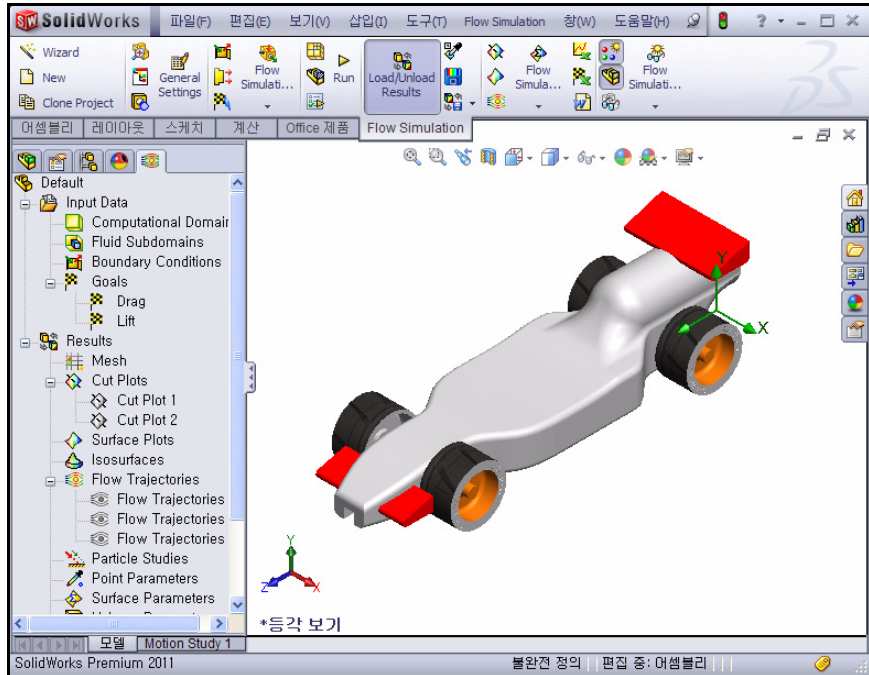 SolidWorks 파일(F) 편집(E) 보기(V) 삽입(I) 도구(T) Flow Simulation 창(W) 도움말(H) ?
Wizard
New
Clone Project
General Settings
Flow Simulati...
Run
Load/Unload Results
Flow Simula...
Flow Simulati...
어셈블리 레이아웃 스케치 계산 Office 제품 Flow Simulation
Default
Input Data
Computational Domain
Fluid Subdomains
Boundary Conditions
Goals
Drag
Lift
Results
Mesh
Cut Plots
Cut Plot 1
Cut Plot 2
Surface Plots
Isosurfaces
Flow Trajectories
Flow Trajectories
Flow Trajectories
Flow Trajectories
Particle Studies
Point Parameters
Surface Parameters
Y
X
Y
Z X
*등각 보기
모델 Motion Study 1
SolidWorks Premium 2011 불완전 정의 편집 중: 어셈블리